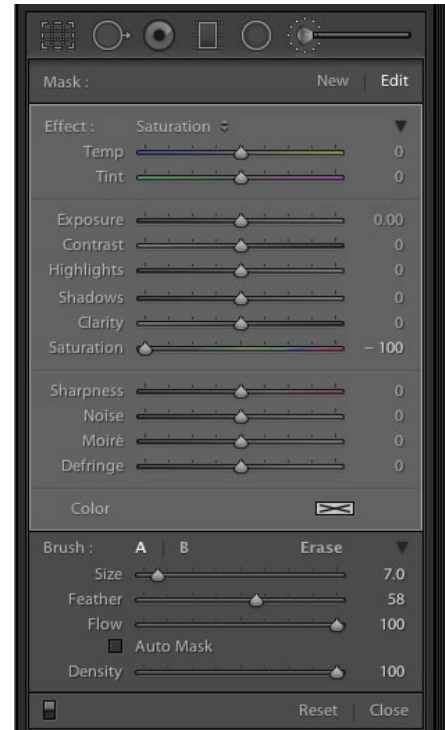 Mask : New Edit
Effect : Saturation
Temp 0
Tint 0
Exposure 0.00
Contrast 0
Highlights 0
Shadows 0
Clarity 0
Saturation – 100
Sharpness 0
Noise 0
Moiré 0
Defringe 0
Color
Brush : A B Erase
Size 7.0
Feather 58
Flow 100
Auto Mask
Density 100
Reset Close